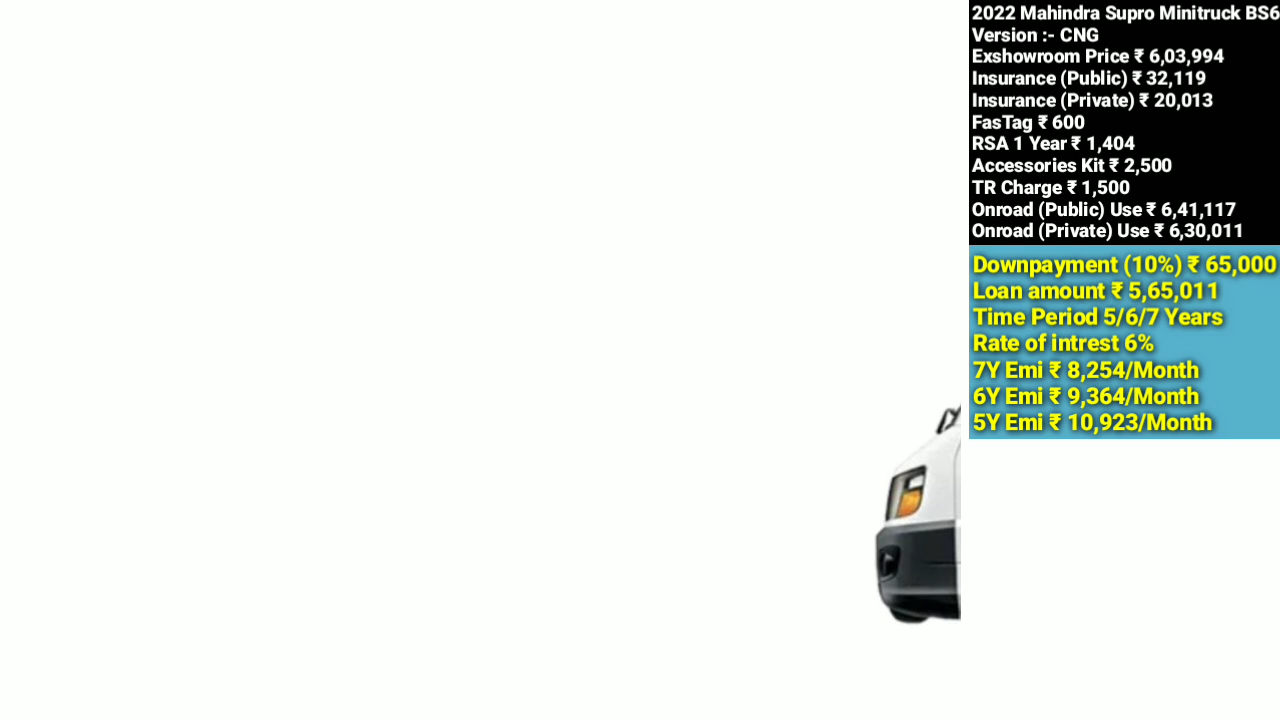 2022 Mahindra Supro Minitruck BS6
Version :- CNG
Exshowroom Price ₹ 6,03,994
Insurance (Public) ₹ 32,119
Insurance (Private) ₹ 20,013
FasTag ₹ 600
RSA 1 Year ₹ 1,404
Accessories Kit ₹ 2,500
TR Charge ₹ 1,500
Onroad (Public) Use ₹ 6,41,117
Onroad (Private) Use ₹ 6,30,011
Downpayment (10%) ₹ 65,000
Loan amount ₹ 5,65,011
Time Period 5/6/7 Years
Rate of intrest 6%
7Y Emi ₹ 8,254/Month
6Y Emi ₹ 9,364/Month
5Y Emi ₹ 10,923/Month